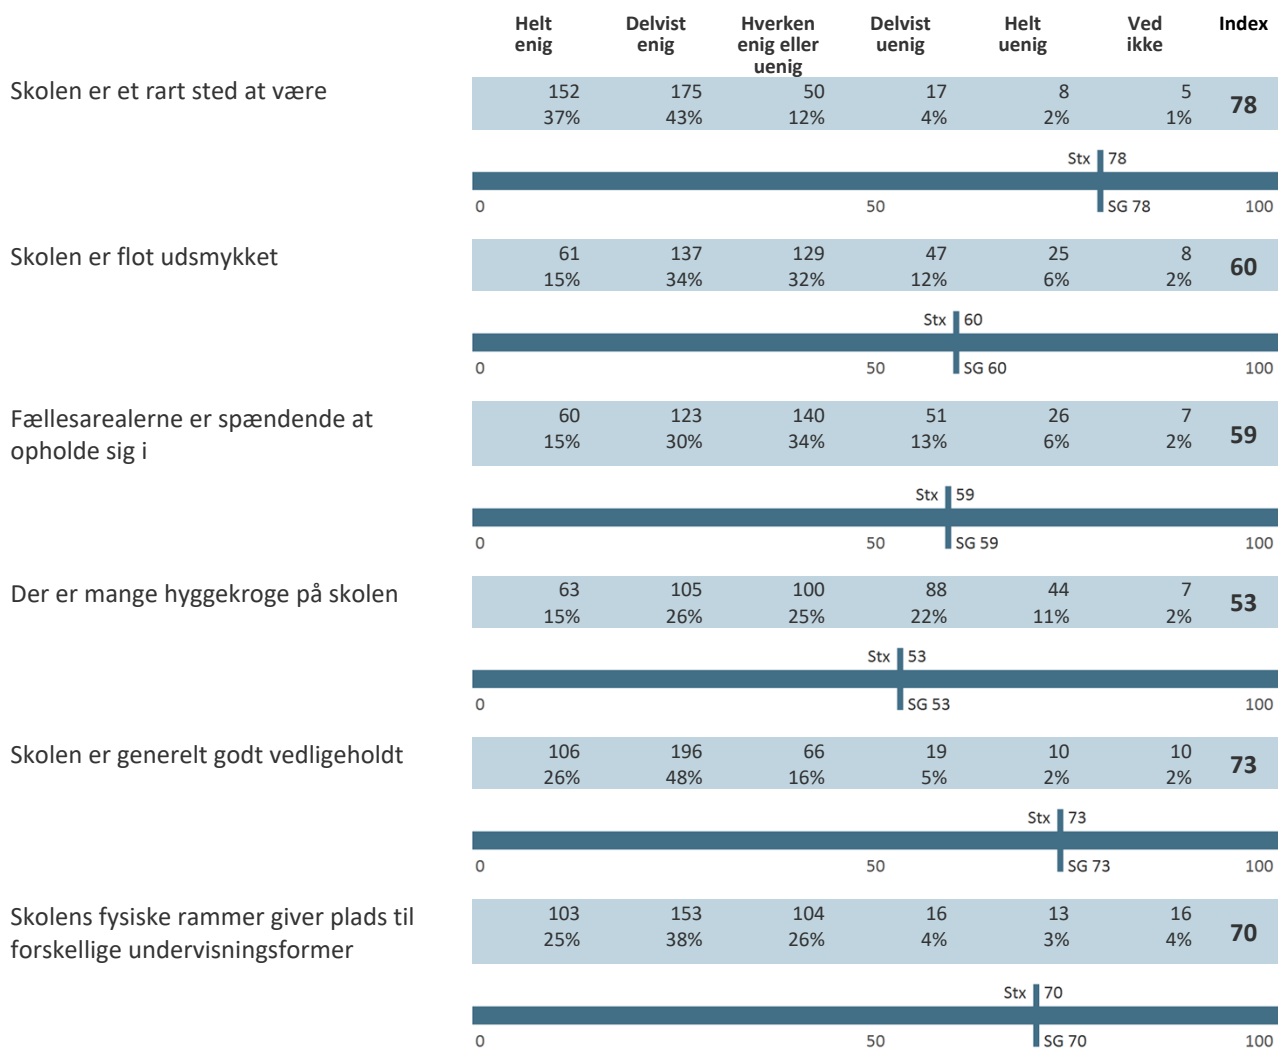 Helt enig Delvist enig Hverken enig eller uenig Delvist uenig Helt uenig Ved ikke Index
Skolen er et rart sted at være
152 175 50 17 8 5 78
37% 43% 12% 4% 2% 1%
Stx 78
0 50 SG 78 100
Skolen er flot udsmykket
61 137 129 47 25 8 60
15% 34% 32% 12% 6% 2%
Stx 60
0 50 SG 60 100
Fællesarealerne er spændende at
opholde sig i
60 123 140 51 26 7 59
15% 30% 34% 13% 6% 2%
Stx 59
0 50 SG 59 100
Der er mange hyggekroge på skolen
63 105 100 88 44 7 53
15% 26% 25% 22% 11% 2%
Stx 53
0 SG 53 100
Skolen er generelt godt vedligeholdt
106 196 66 19 10 10 73
26% 48% 16% 5% 2% 2%
Stx 73
0 50 SG 73 100
Skolens fysiske rammer giver plads til
forskellige undervisningsformer
103 153 104 16 13 16 70
25% 38% 26% 4% 3% 4%
Stx 70
0 50 SG 70 100